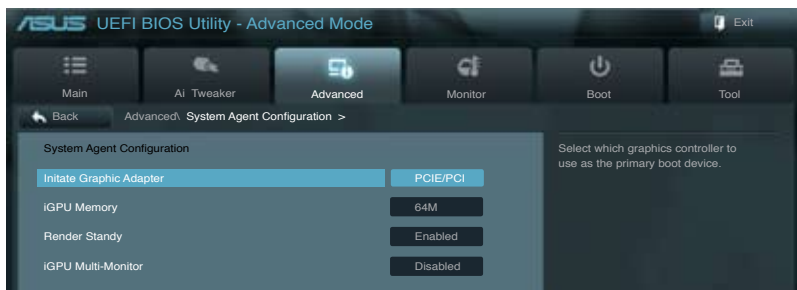 ASUS UEFI BIOS Utility - Advanced Mode Exit
Main Ai Tweaker Advanced Monitor Boot Tool
Back Advanced\ System Agent Configuration >
System Agent Configuration
Initate Graphic Adapter PCIE/PCI
iGPU Memory 64M
Render Standy Enabled
iGPU Multi-Monitor Disabled
Select which graphics controller to
use as the primary boot device.